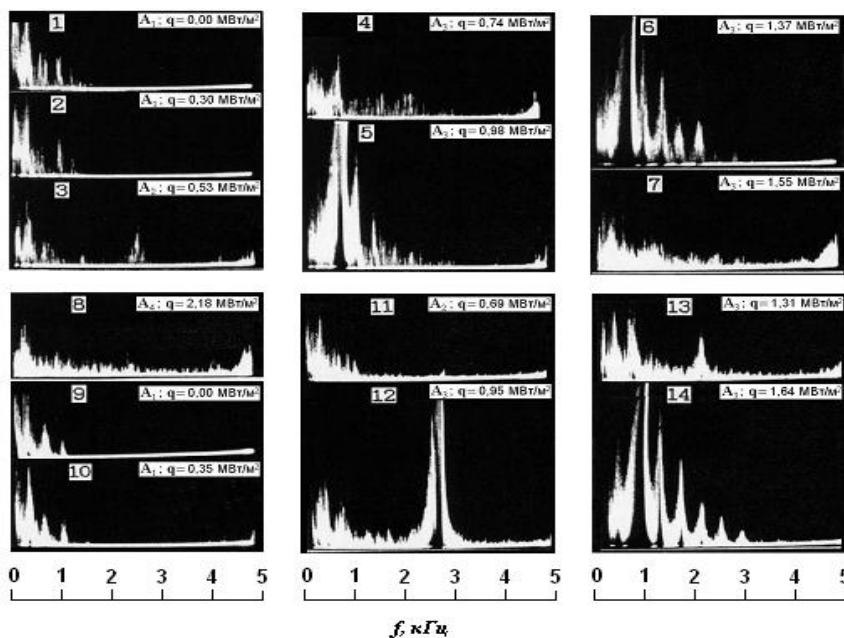 1 A₁; q = 0,00 МВт/м²
2 A₁; q = 0,30 МВт/м²
3 A₂; q = 0,53 МВт/м²
4 A₃; q = 0,74 МВт/м²
5 A₃; q = 0,98 МВт/м²
6 A₃; q = 1,37 МВт/м²
7 A₃; q = 1,55 МВт/м²
8 A₄; q = 2,18 МВт/м²
9 A₁; q = 0,00 МВт/м²
10 A₁; q = 0,35 МВт/м²
11 A₂; q = 0,69 МВт/м²
12 A₃; q = 0,95 МВт/м²
13 A₃; q = 1,31 МВт/м²
14 A₃; q = 1,64 МВт/м²
0 1 2 3 4 5 0 1 2 3 4 5 0 1 2 3 4 5
f, кГц